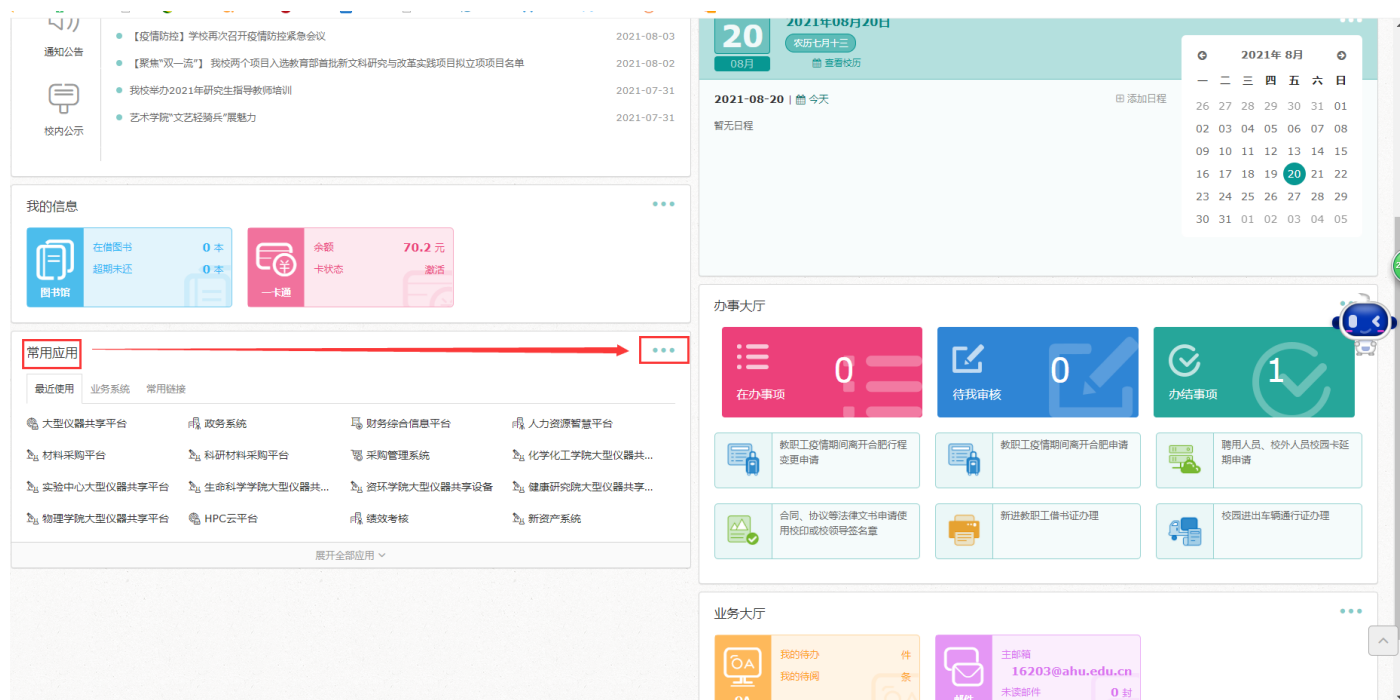 通知公告
【疫情防控】学校再次召开疫情防控紧急会议 2021-08-03
【聚焦"双一流"】 我校两个项目入选教育部首批新文科研究与改革实践项目拟立项项目名单 2021-08-02
我校举办2021年研究生指导教师培训 2021-07-31
艺术学院"文艺轻骑兵"展魅力 2021-07-31
校内公示
我的信息
图书馆
在借图书 0 本
超期未还 0 本
一卡通
余额 70.2 元
卡状态 激活
常用应用
最近使用 业务系统 常用链接
大型仪器共享平台 政务系统 财务综合信息平台 人力资源智慧平台
材料采购平台 科研材料采购平台 采购管理系统 化学化工学院大型仪器共...
实验中心大型仪器共享平台 生命科学学院大型仪器共... 资环学院大型仪器共享设备 健康研究院大型仪器共享...
物理学院大型仪器共享平台 HPC云平台 绩效考核 新资产系统
展开全部应用
20
08月
2021年08月20日
农历七月十三
查看校历
2021-08-20 | 今天 添加日程
暂无日程
2021年 8月
一 二 三 四 五 六 日
26 27 28 29 30 31 01
02 03 04 05 06 07 08
09 10 11 12 13 14 15
16 17 18 19 20 21 22
23 24 25 26 27 28 29
30 31 01 02 03 04 05
办事大厅
在办事项 0
待我审核 0
办结事项 1
教职工疫情期间离开合肥行程
变更申请
教职工疫情期间离开合肥申请
聘用人员、校外人员校园卡延
期申请
合同、协议等法律文书申请使
用校印或校领导签名章
新进教职工借书证办理
校园进出车辆通行证办理
业务大厅
OA
我的待办 件
我的待阅 条
主邮箱
16203@ahu.edu.cn
未读邮件 0 封